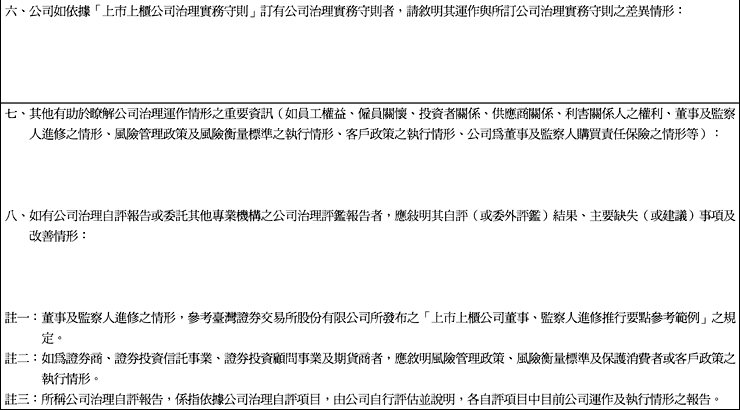 六、公司如依據「上市上櫃公司治理實務守則」訂有公司治理實務守則者，請敘明其運作與所訂公司治理實務守則之差異情形：
七、其他有助於瞭解公司治理運作情形之重要資訊（如員工權益、僱員關懷、投資者關係、供應商關係、利害關係人之權利、董事及監察
人進修之情形、風險管理政策及風險衡量標準之執行情形、客戶政策之執行情形、公司為董事及監察人購買責任保險之情形等）：
八、如有公司治理自評報告或委託其他專業機構之公司治理評鑑報告者，應敍明其自評（或委外評鑑）結果、主要缺失（或建議）事項及
改善情形：
註一：董事及監察人進修之情形，參考臺灣證券交易所股份有限公司所發布之「上市上櫃公司董事、監察人進修推行要點參考範例」之規
定。
註二：如為證券商、證券投資信託事業、證券投資顧問事業及期貨商者，應敘明風險管理政策、風險衡量標準及保護消費者或客戶政策之
執行情形。
註三：所稱公司治理自評報告，係指依據公司治理自評項目，由公司自行評估並說明，各自評項目中目前公司運作及執行情形之報告。